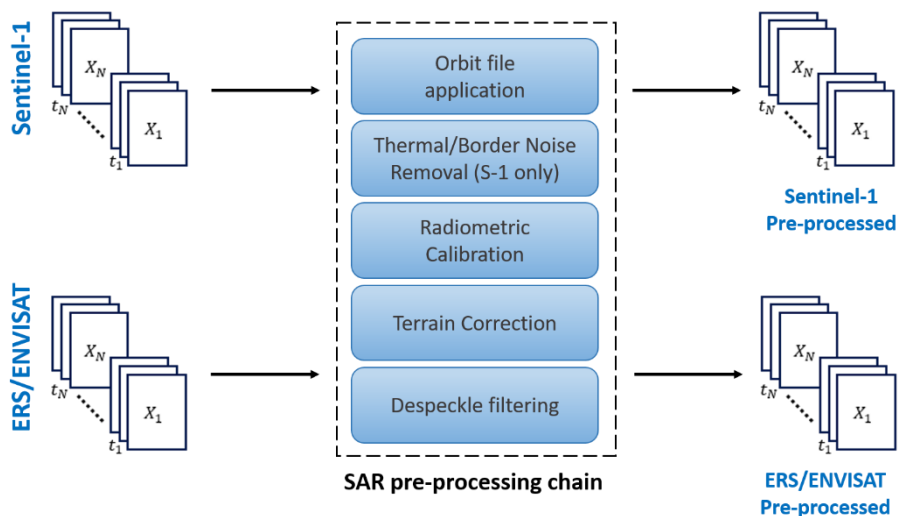 Sentinel-1
X_N
t_N
X_1
t_1
Orbit file
application
Thermal/Border Noise
Removal (S-1 only)
Radiometric
Calibration
Terrain Correction
Despeckle filtering
SAR pre-processing chain
X_N
t_N
X_1
t_1
Sentinel-1
Pre-processed
ERS/ENVISAT
X_N
t_N
X_1
t_1
X_N
t_N
X_1
t_1
ERS/ENVISAT
Pre-processed